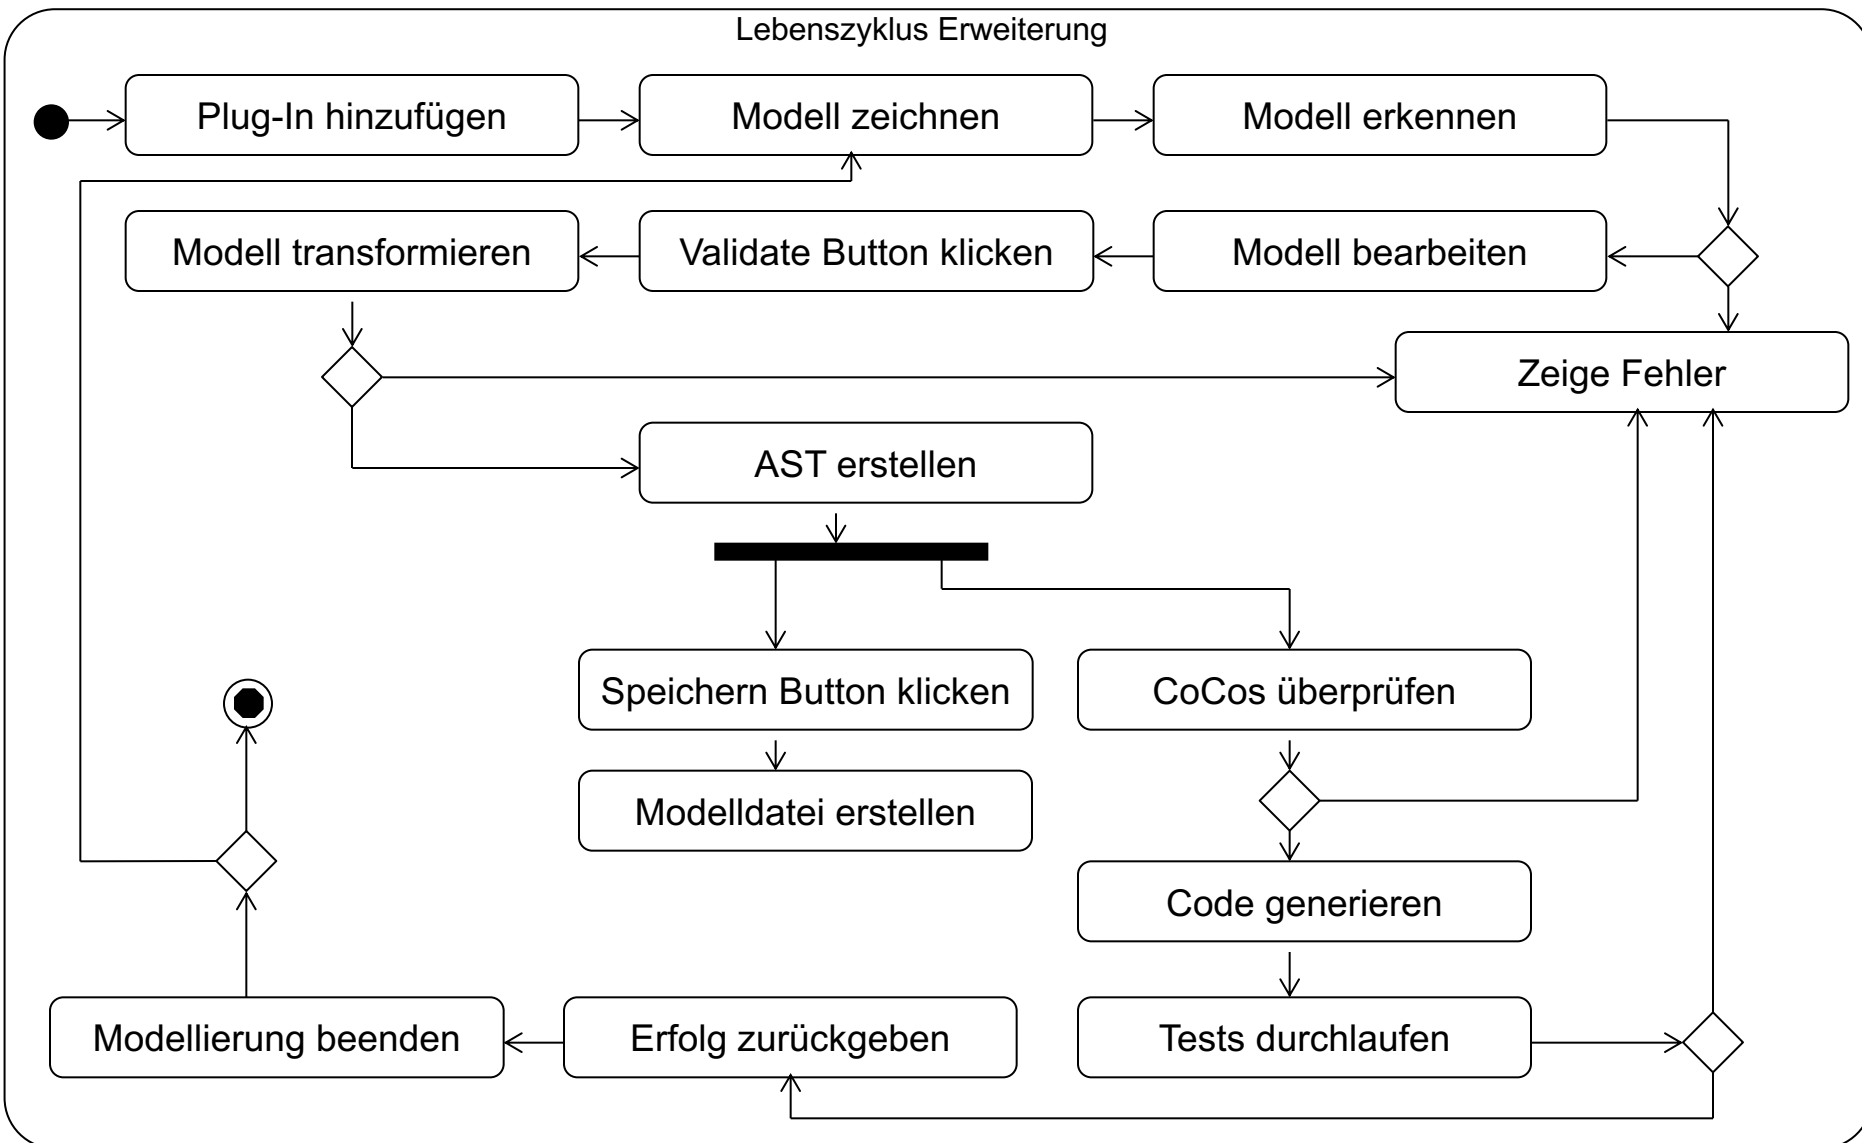 Lebenszyklus Erweiterung
Plug-In hinzufügen
Modell zeichnen
Modell erkennen
Modell transformieren
Validate Button klicken
Modell bearbeiten
Zeige Fehler
AST erstellen
Speichern Button klicken
CoCos überprüfen
Modelldatei erstellen
Code generieren
Modellierung beenden
Erfolg zurückgeben
Tests durchlaufen